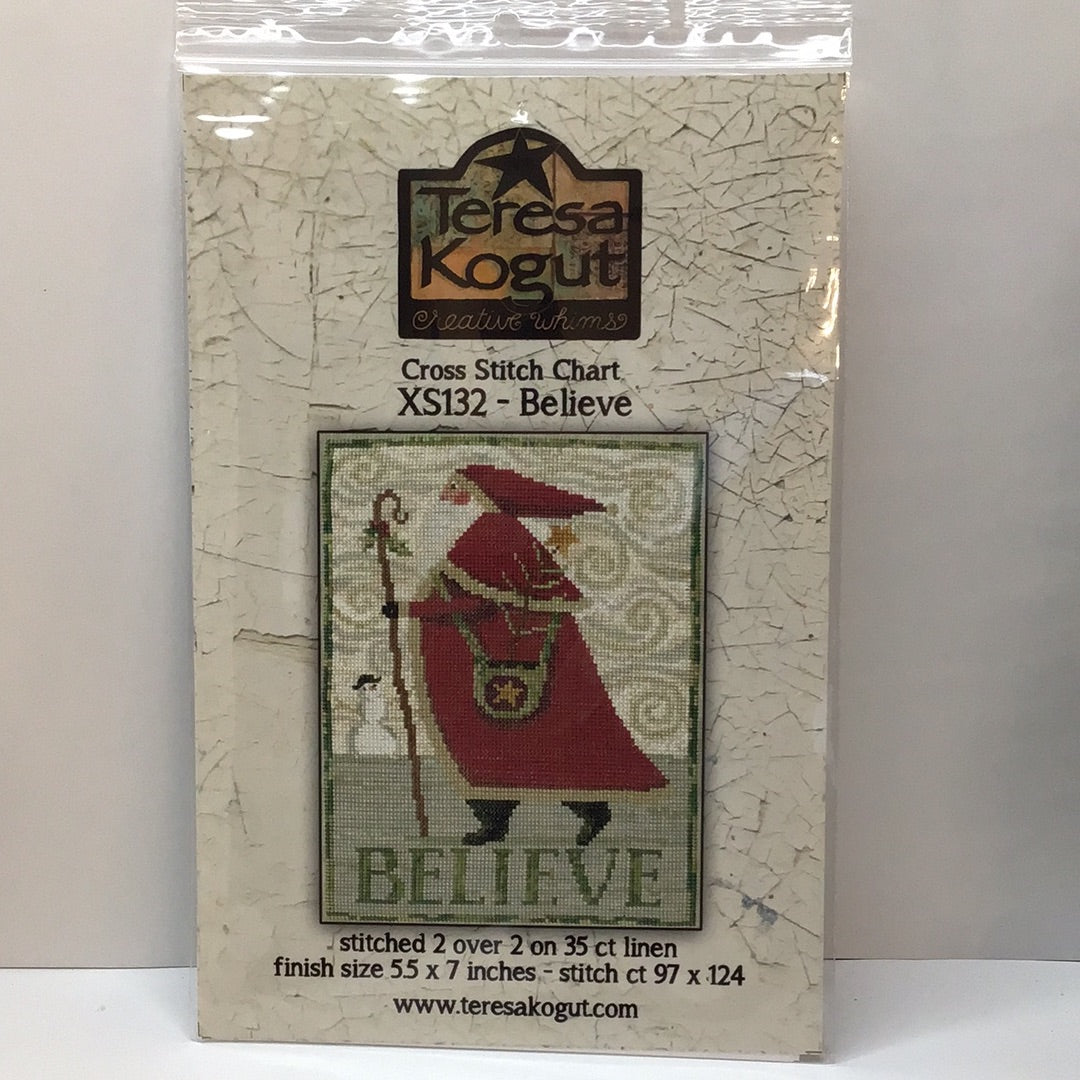 Teresa
Kogut
creative whims
Cross Stitch Chart
XS132 - Believe
BELIEVE
stitched 2 over 2 on 35 ct linen
finish size 5.5 x 7 inches - stitch ct 97 x 124
www.teresakogut.com